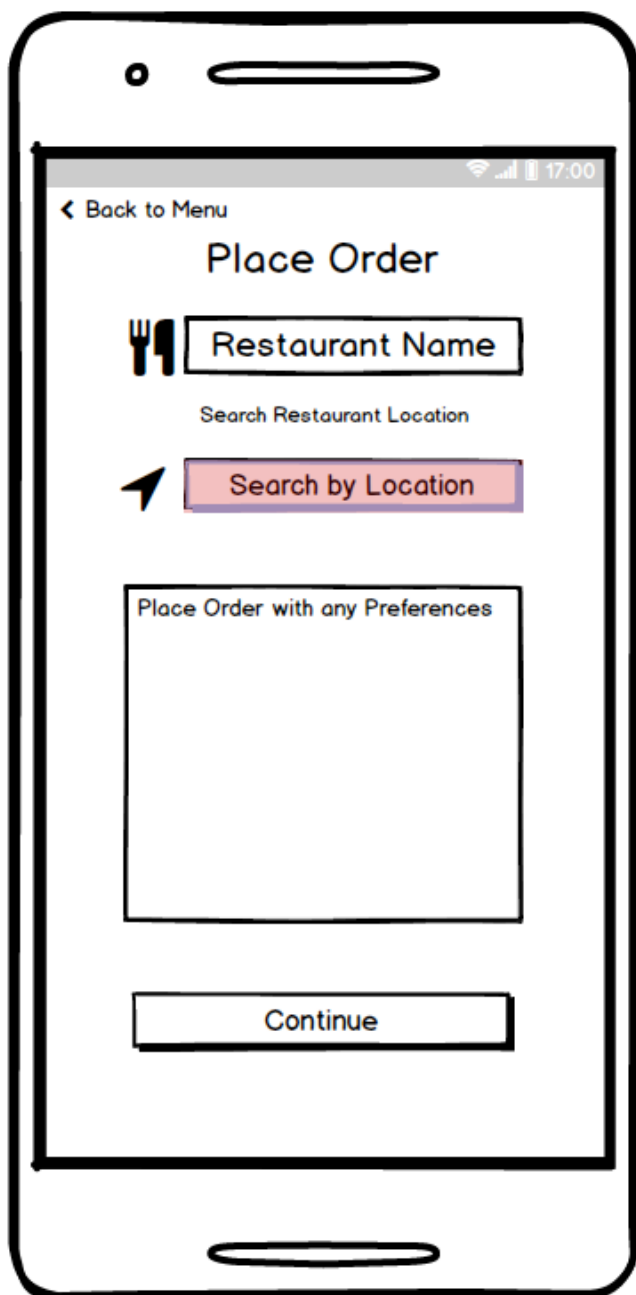 17:00
Back to Menu
Place Order
Restaurant Name
Search Restaurant Location
Search by Location
Place Order with any Preferences
Continue